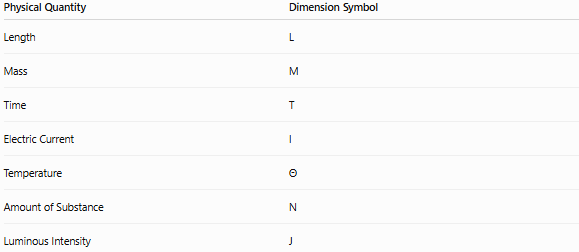 Physical Quantity Dimension Symbol
Length L
Mass M
Time T
Electric Current I
Temperature Θ
Amount of Substance N
Luminous Intensity J